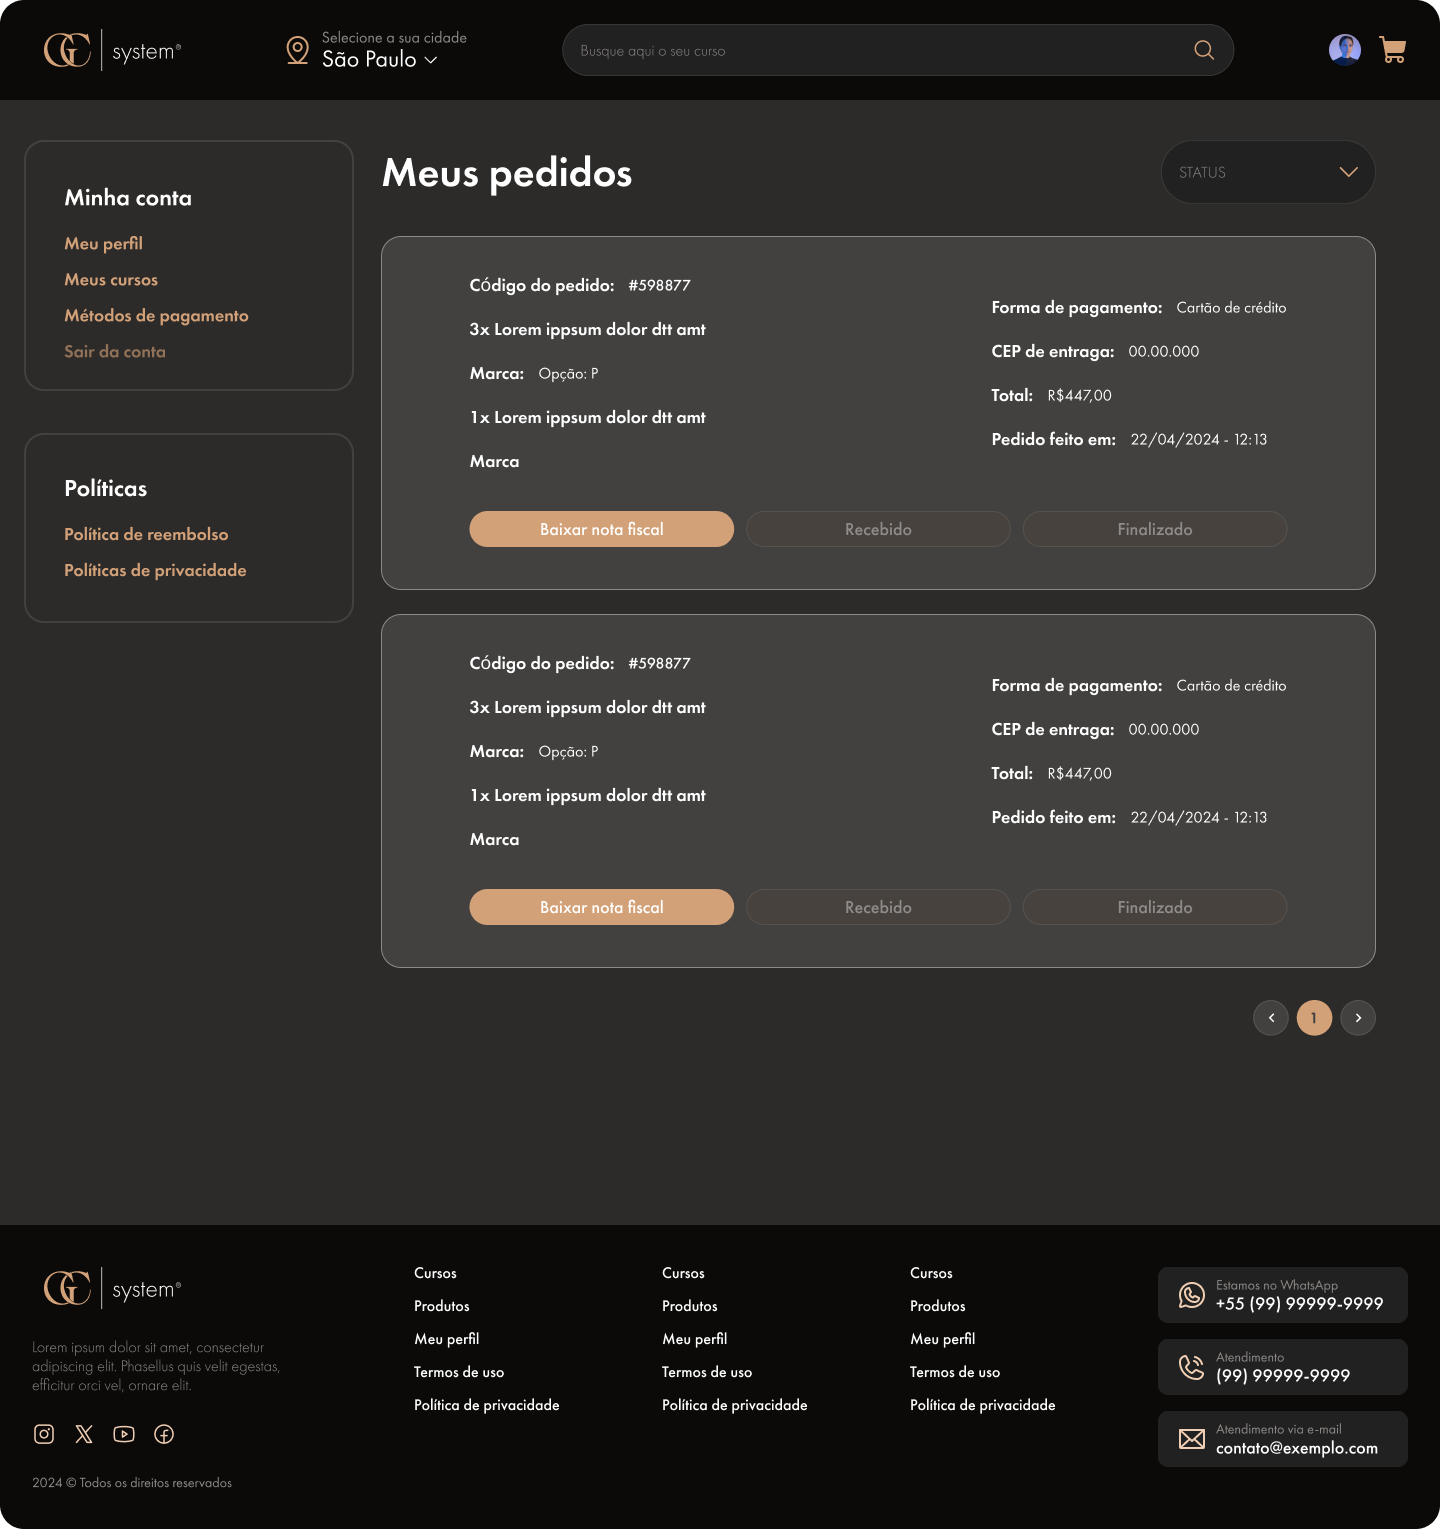 GC system®
Selecione a sua cidade
São Paulo
Busque aqui o seu curso
Minha conta
Meu perfil
Meus cursos
Métodos de pagamento
Sair da conta
Políticas
Política de reembolso
Políticas de privacidade
Meus pedidos
STATUS
Código do pedido: #598877
3x Lorem ippsum dolor dtt amt
Marca: Opção: P
1x Lorem ippsum dolor dtt amt
Marca
Forma de pagamento: Cartão de crédito
CEP de entraga: 00.00.000
Total: R$447,00
Pedido feito em: 22/04/2024 - 12:13
Baixar nota fiscal
Recebido
Finalizado
Código do pedido: #598877
3x Lorem ippsum dolor dtt amt
Marca: Opção: P
1x Lorem ippsum dolor dtt amt
Marca
Forma de pagamento: Cartão de crédito
CEP de entraga: 00.00.000
Total: R$447,00
Pedido feito em: 22/04/2024 - 12:13
Baixar nota fiscal
Recebido
Finalizado
1
GC system®
Lorem ipsum dolor sit amet, consectetur
adipiscing elit. Phasellus quis velit egestas,
efficitur orci vel, ornare elit.
2024 © Todos os direitos reservados
Cursos
Produtos
Meu perfil
Termos de uso
Política de privacidade
Cursos
Produtos
Meu perfil
Termos de uso
Política de privacidade
Cursos
Produtos
Meu perfil
Termos de uso
Política de privacidade
Estamos no WhatsApp
+55 (99) 99999-9999
Atendimento
(99) 99999-9999
Atendimento via e-mail
contato@exemplo.com